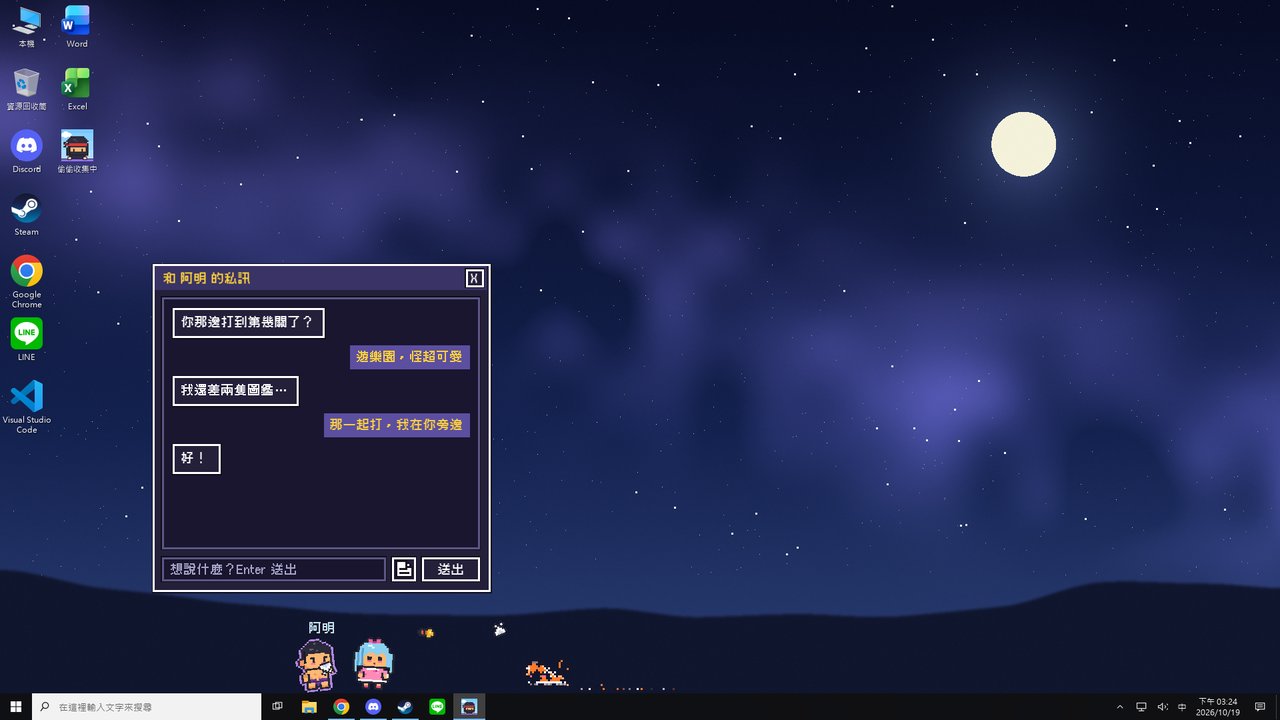 本機
Word
資源回收筒
Excel
Discord
偷偷收集中
Steam
Google
Chrome
LINE
Visual Studio
Code
和 阿明 的私訊
X
你那邊打到第幾關了？
遊樂園，怪超可愛
我還差兩隻圖鑑…
那一起打，我在你旁邊
好！
想說什麼？Enter 送出
送出
阿明
在這裡輸入文字來搜尋
中
下午 03:24
2026/10/19